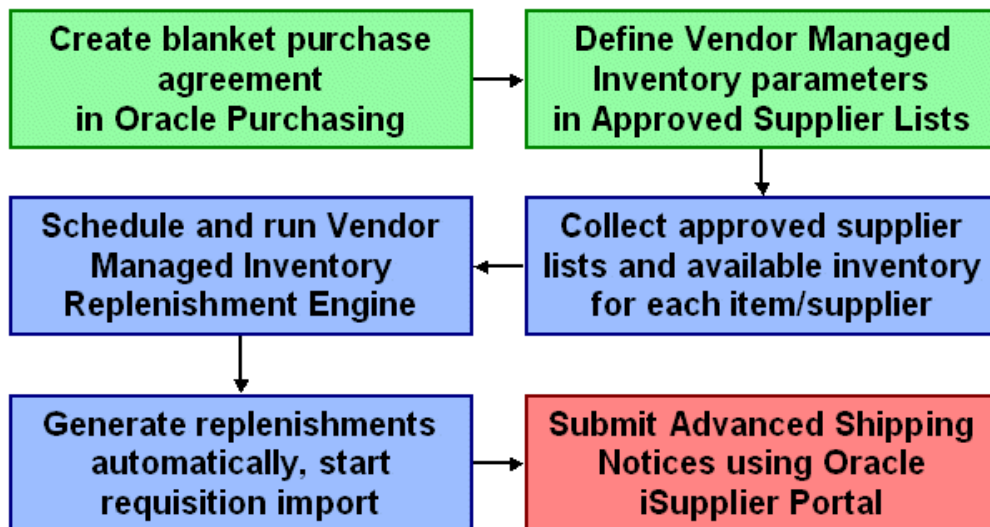 Create blanket purchase
agreement
in Oracle Purchasing
Define Vendor Managed
Inventory parameters
in Approved Supplier Lists
Collect approved supplier
lists and available inventory
for each item/supplier
Schedule and run Vendor
Managed Inventory
Replenishment Engine
Generate replenishments
automatically, start
requisition import
Submit Advanced Shipping
Notices using Oracle
iSupplier Portal